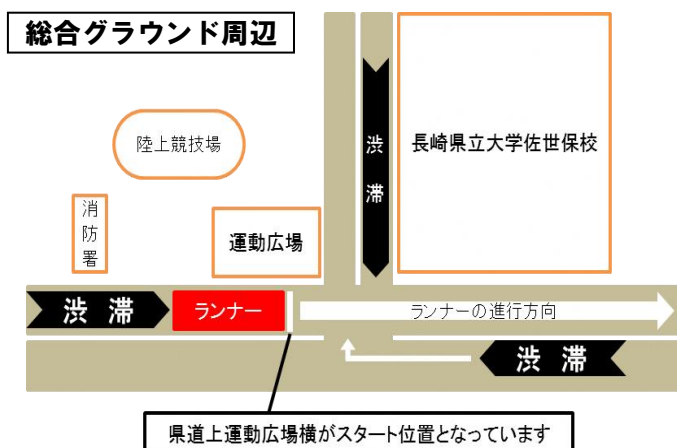 総合グラウンド周辺
陸上競技場
渋滞
長崎県立大学佐世保校
消防署
運動広場
渋滞
ランナー
ランナーの進行方向
渋滞
県道上運動広場横がスタート位置となっています